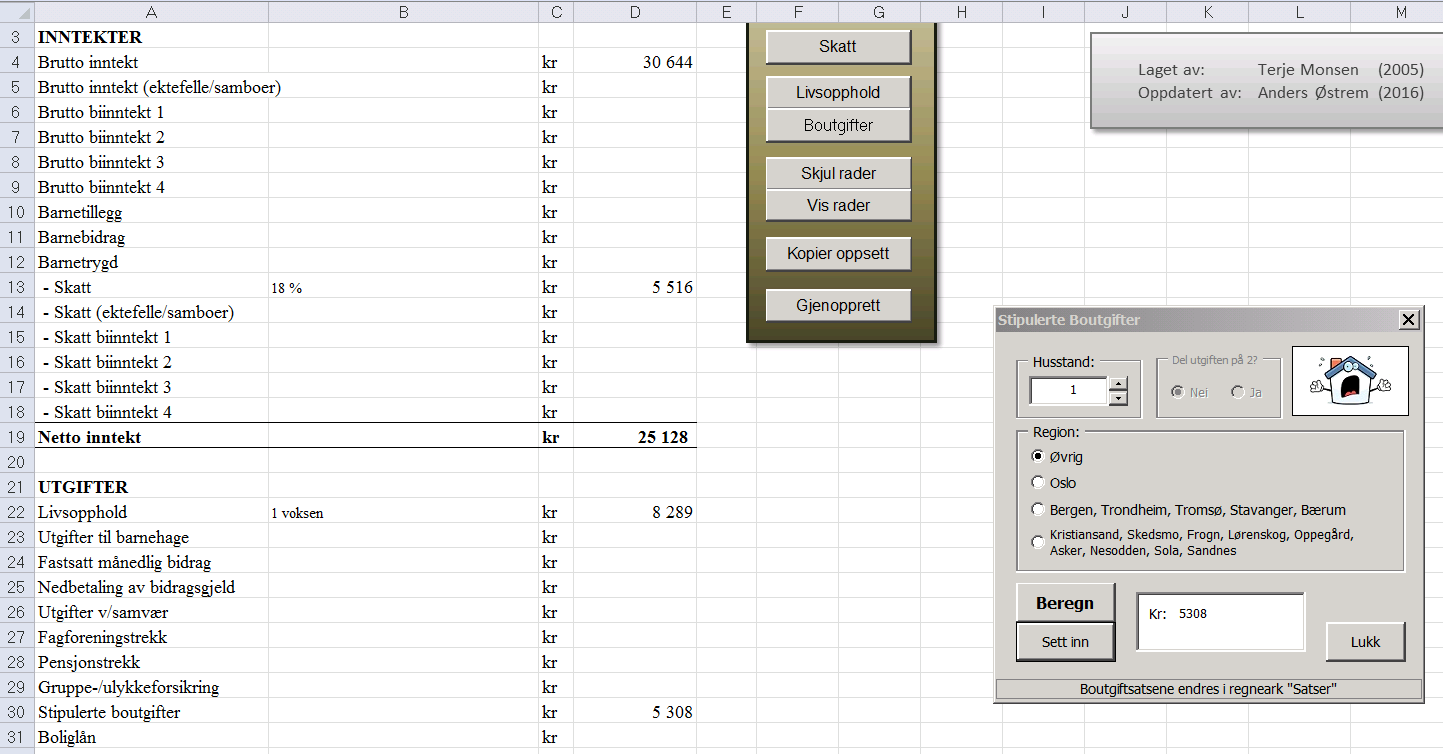 A B C D E F G H I J K L M
3 INNTEKTER
4 Brutto inntekt kr 30 644
5 Brutto inntekt (ektefelle/samboer) kr
6 Brutto biinntekt 1 kr
7 Brutto biinntekt 2 kr
8 Brutto biinntekt 3 kr
9 Brutto biinntekt 4 kr
10 Barnetillegg kr
11 Barnebidrag kr
12 Barnetrygd kr
13 - Skatt 18 % kr 5 516
14 - Skatt (ektefelle/samboer) kr
15 - Skatt biinntekt 1 kr
16 - Skatt biinntekt 2 kr
17 - Skatt biinntekt 3 kr
18 - Skatt biinntekt 4 kr
19 Netto inntekt kr 25 128
20
21 UTGIFTER
22 Livsopphold 1 voksen kr 8 289
23 Utgifter til barnehage kr
24 Fastsatt månedlig bidrag kr
25 Nedbetaling av bidragsgjeld kr
26 Utgifter v/samvær kr
27 Fagforeningstrekk kr
28 Pensjonstrekk kr
29 Gruppe-/ulykkeforsikring kr
30 Stipulerte boutgifter kr 5 308
31 Boliglån kr
Skatt
Livsopphold
Boutgifter
Skjul rader
Vis rader
Kopier oppsett
Gjenopprett
Laget av: Terje Monsen (2005)
Oppdatert av: Anders Østrem (2016)
Stipulerte Boutgifter
Husstand:
1
Del utgiften på 2?
Nei Ja
Region:
Øvrig
Oslo
Bergen, Trondheim, Tromsø, Stavanger, Bærum
Kristiansand, Skedsmo, Frogn, Lørenskog, Oppegård,
Asker, Nesodden, Sola, Sandnes
Beregn
Sett inn
Kr: 5308
Lukk
Boutgiftsatsene endres i regneark "Satser"